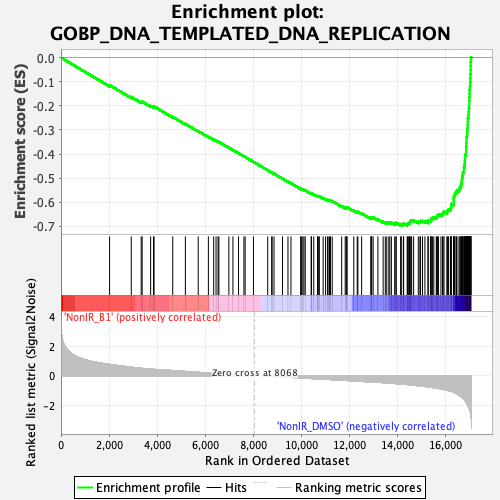 Enrichment plot:
GOBP_DNA_TEMPLATED_DNA_REPLICATION
Enrichment score (ES)
0.0
-0.1
-0.2
-0.3
-0.4
-0.5
-0.6
-0.7
'NonIR_B1' (positively correlated)
Ranked list metric (Signal2Noise)
4
2
0
-2
Zero cross at 8068
'NonIR_DMSO' (negatively correlated)
0 2,000 4,000 6,000 8,000 10,000 12,000 14,000 16,000
Rank in Ordered Dataset
Enrichment profile Hits Ranking metric scores